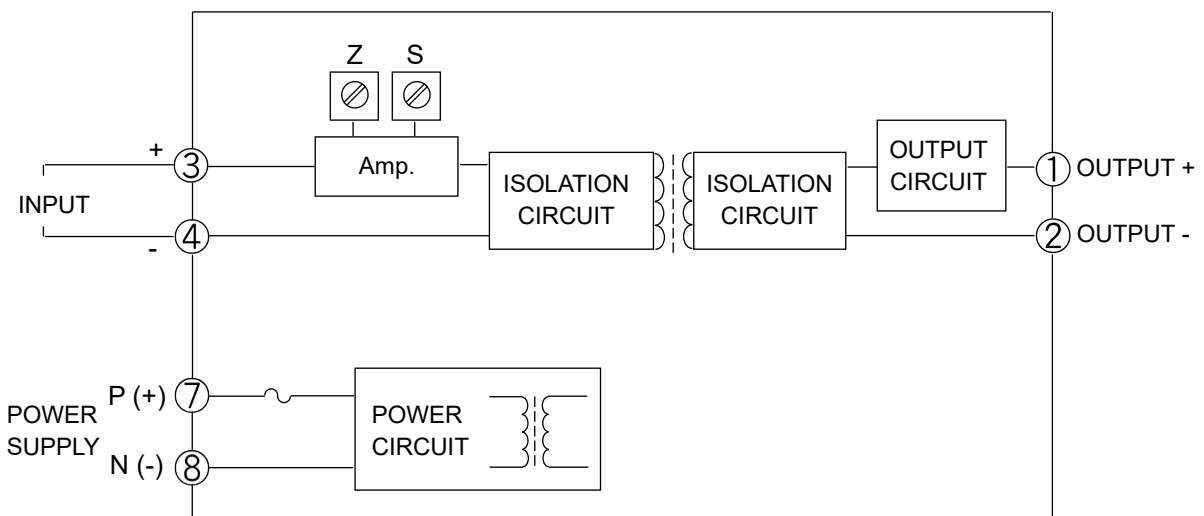 Z S
+ 3 Amp. OUTPUT
CIRCUIT 1 OUTPUT +
INPUT
ISOLATION
CIRCUIT
ISOLATION
CIRCUIT
- 4 2 OUTPUT -
P (+) 7
POWER
SUPPLY
N (-) 8
POWER
CIRCUIT